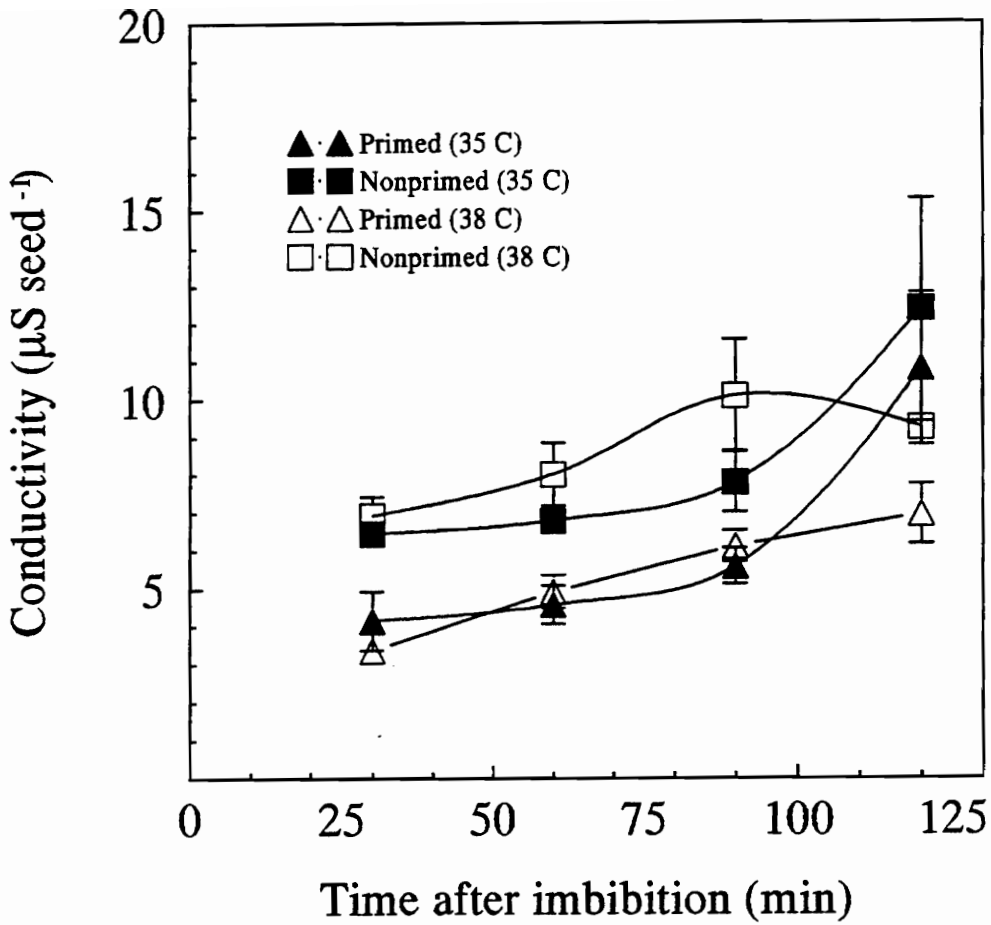 20
15
10
5
Conductivity (µS seed -1)
Primed (35 C)
Nonprimed (35 C)
Primed (38 C)
Nonprimed (38 C)
0 25 50 75 100 125
Time after imbibition (min)